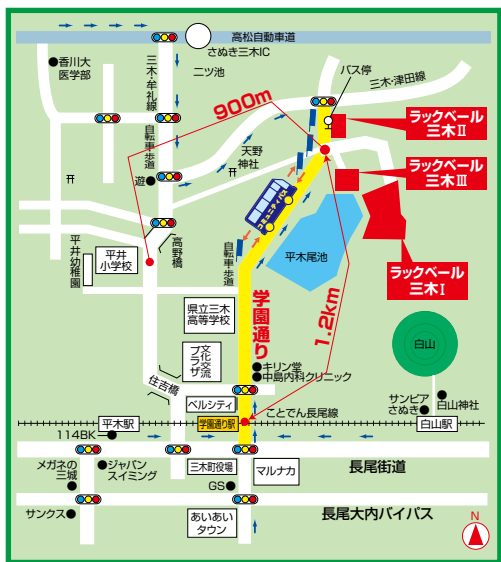 高松自動車道
さぬき三木IC
香川大
医学部
三木・牟礼線
二ツ池
バス停
三木・津田線
900m
ラックベール
三木Ⅱ
自転車歩道
天野
神社
ラックベール
三木Ⅲ
遊
高野橋
平井
小学校
平井幼稚園
自転車歩道
平木尾池
ラックベール
三木Ⅰ
県立三木
高等学校
学園通り
1.2km
白山
文化交流
プラザ
住吉橋
キリン堂
中島内科クリニック
ベルシティ
ことでん長尾線
サンピア
さぬき
白山神社
平木駅
学園通り駅
白山駅
114BK
長尾街道
メガネの
三城
ジャパン
スイミング
三木町役場
マルナカ
GS
サンクス
あいあい
タウン
長尾大内バイパス
N